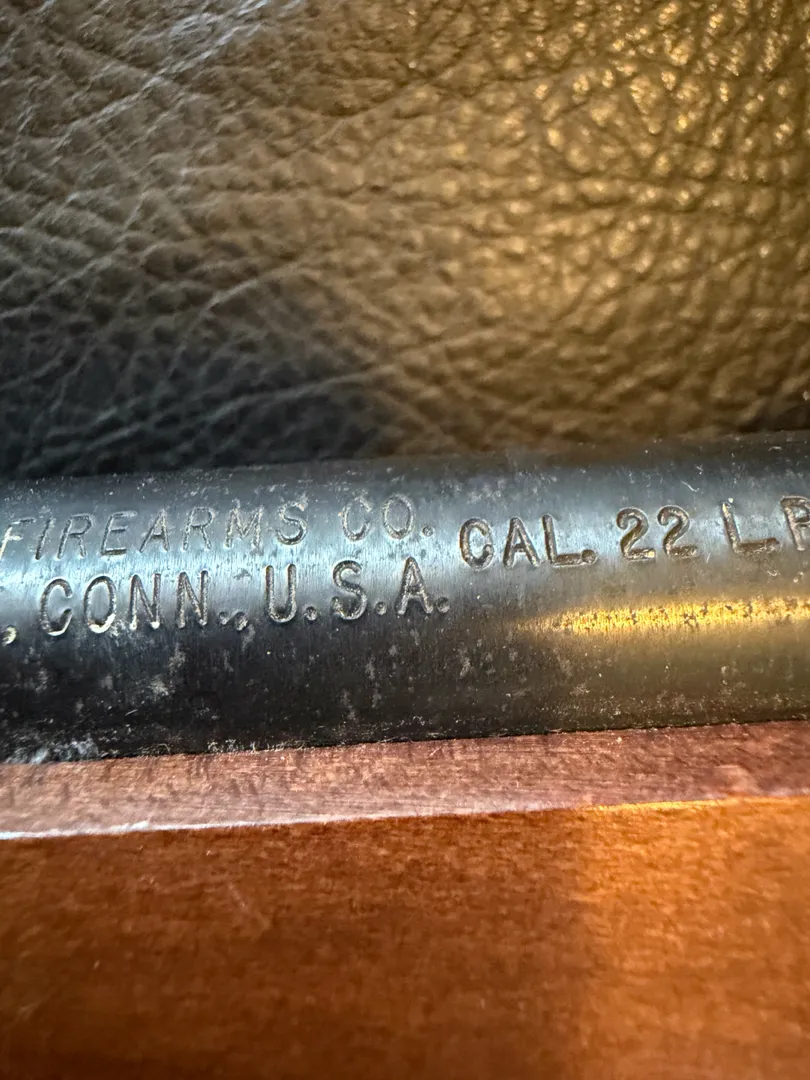 FIREARMS CO. CAL. 22 L.R
, CONN., U.S.A.